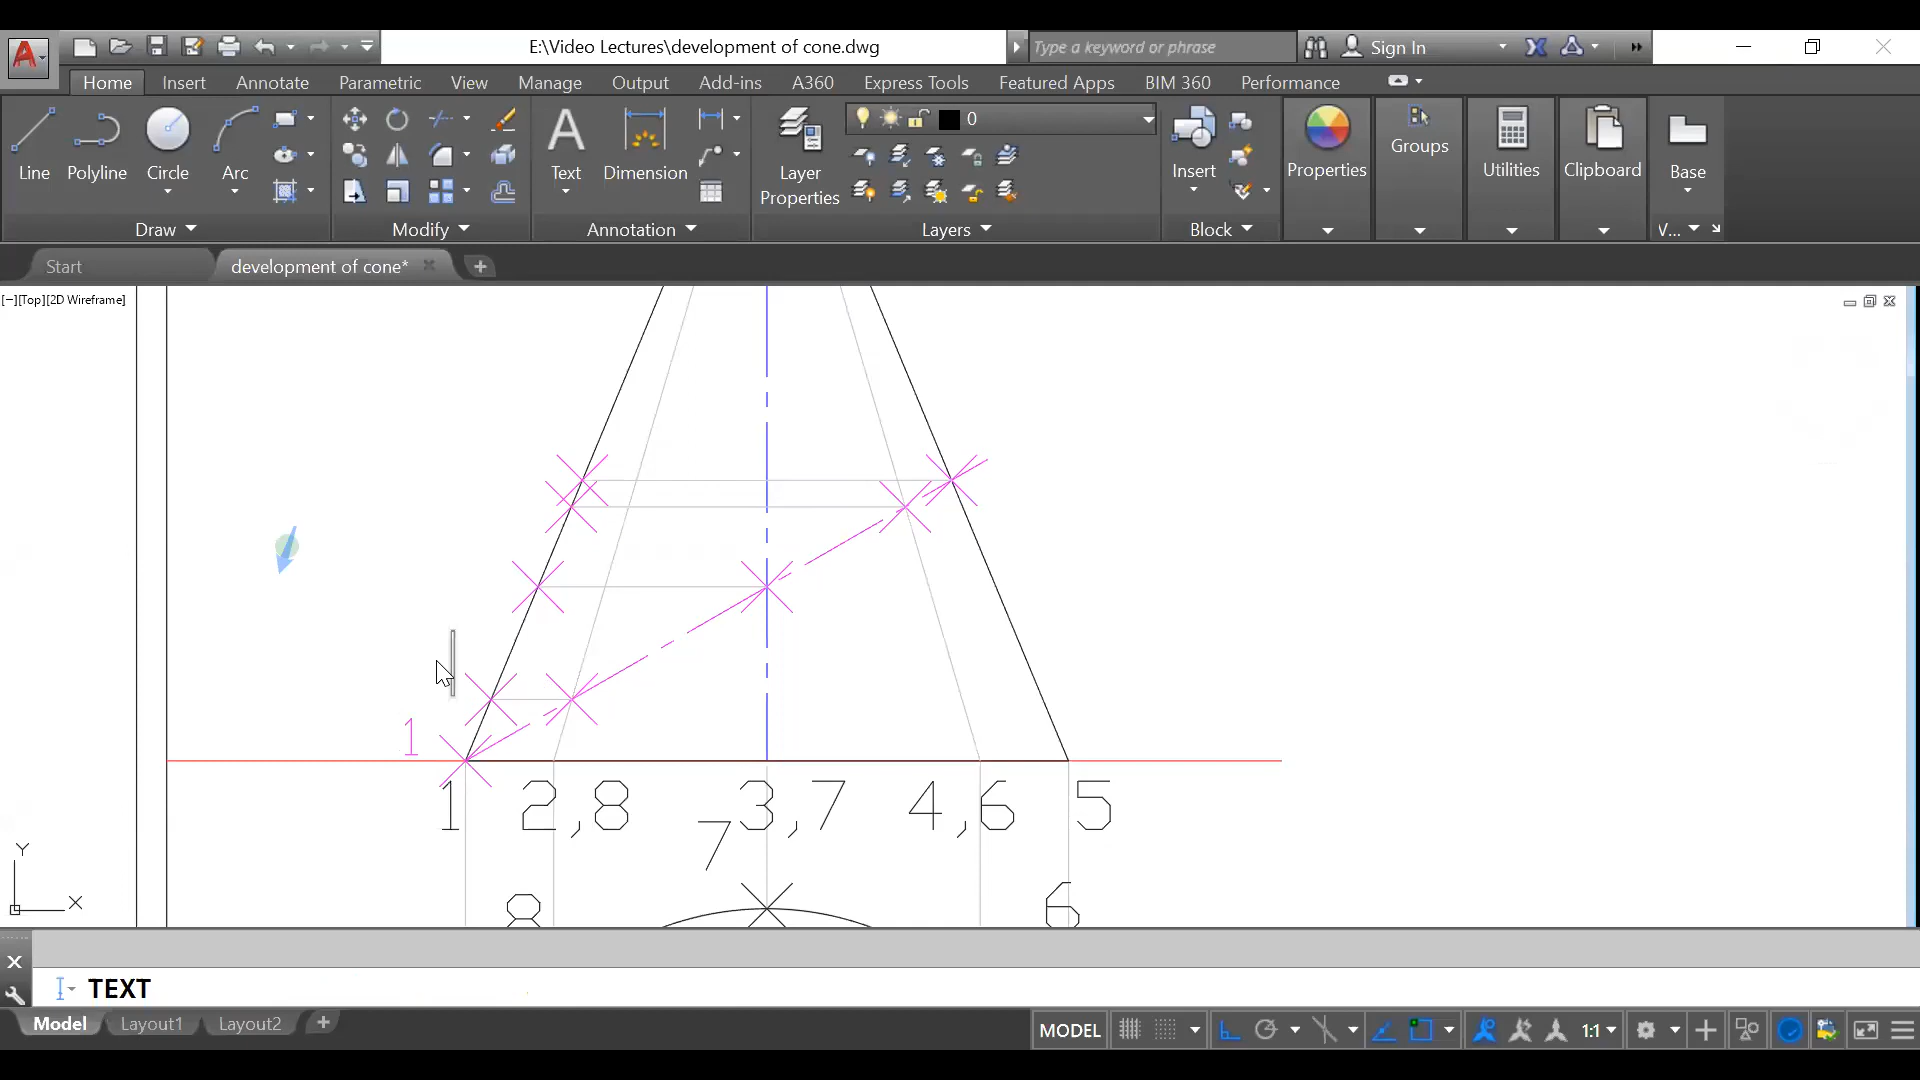 E:\Video Lectures\development of cone.dwg
Type a keyword or phrase
Sign In
Home Insert Annotate Parametric View Manage Output Add-ins A360 Express Tools Featured Apps BIM 360 Performance
Line Polyline Circle Arc
Text Dimension
Layer Properties
0
Insert
Properties Groups Utilities Clipboard Base
Draw Modify Annotation Layers Block V...
Start development of cone*
[−][Top][2D Wireframe]
1
1 2,8 3,7 4,6 5
7
8 6
Y
X
TEXT
Model Layout1 Layout2
MODEL 1:1